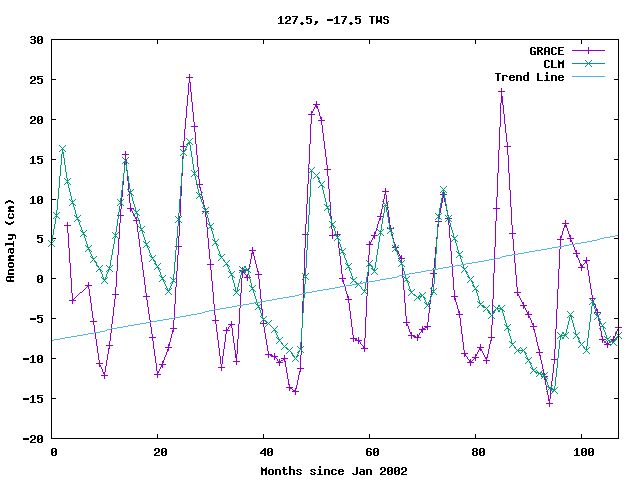 127.5, -17.5 TWS
GRACE
CLM
Trend Line
30
25
20
15
10
5
0
-5
-10
-15
-20
Anomaly (cm)
0 20 40 60 80 100
Months since Jan 2002